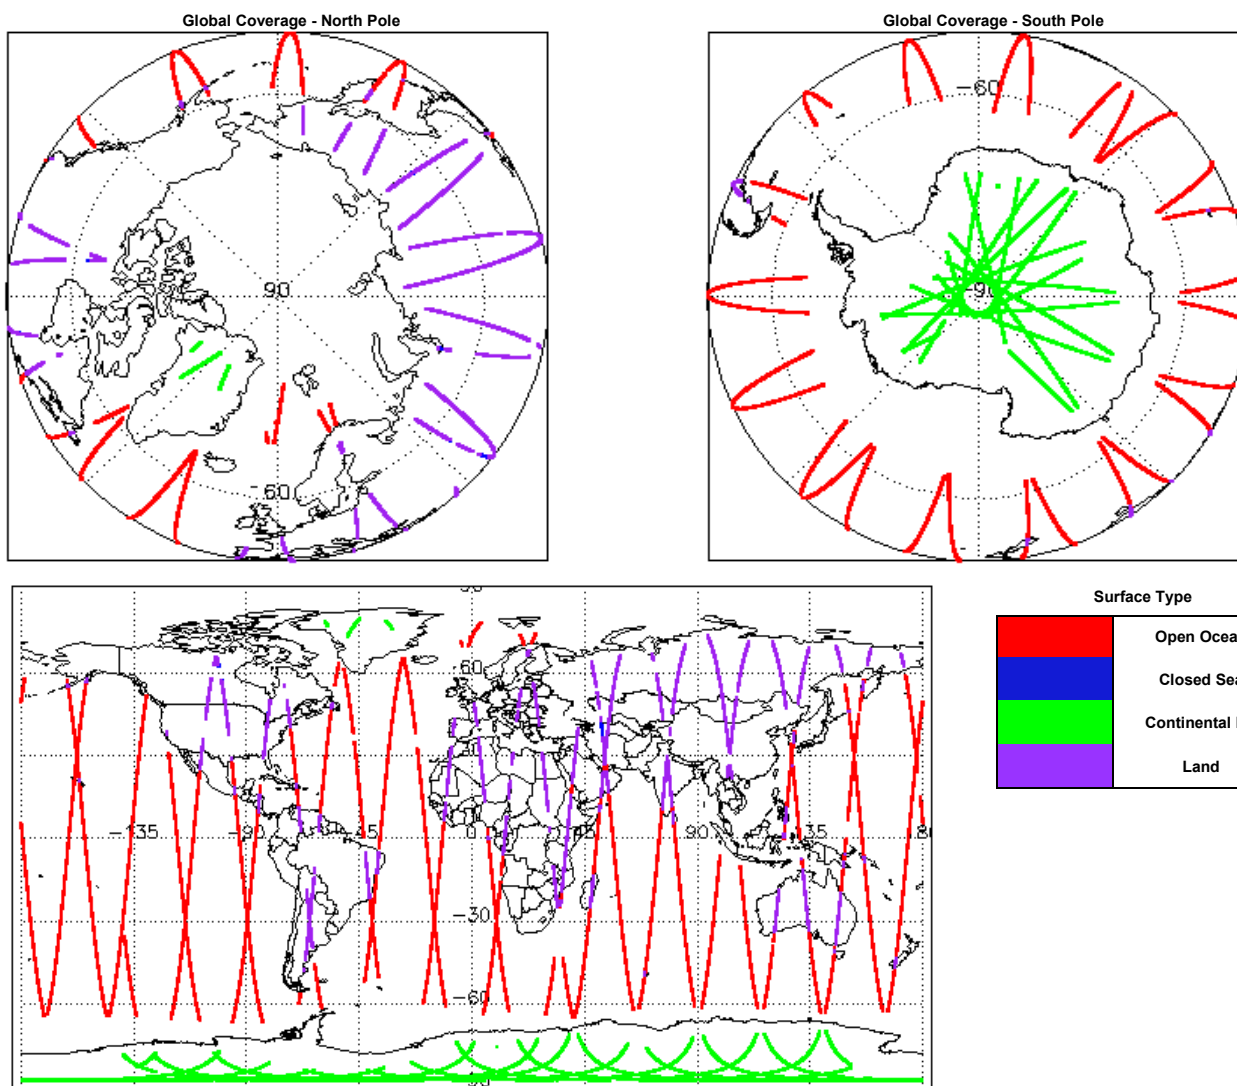 Global Coverage - North Pole
Global Coverage - South Pole
90
60
-60
-90
60
-135
-90
-45
0
45
90
135
-30
-60
Surface Type
Open Ocea
Closed Sea
Continental I
Land